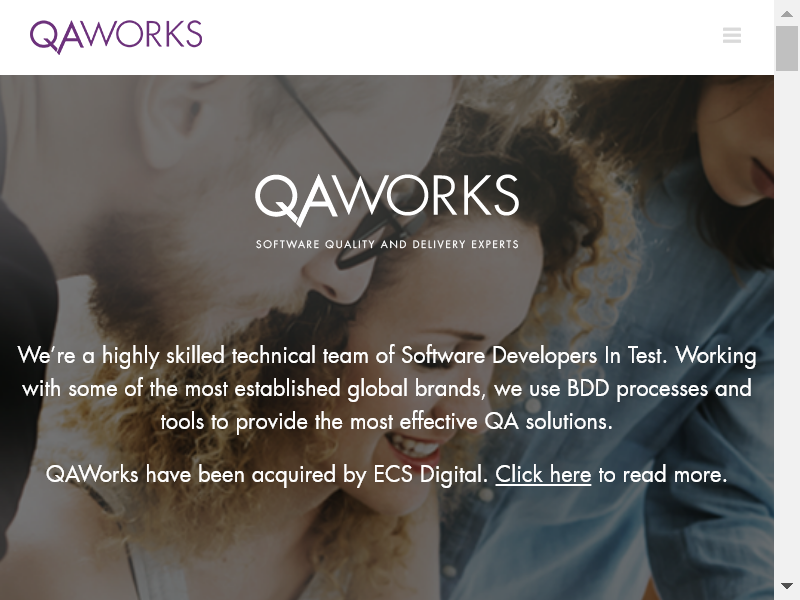 QAWORKS
QAWORKS
SOFTWARE QUALITY AND DELIVERY EXPERTS
We're a highly skilled technical team of Software Developers In Test. Working
with some of the most established global brands, we use BDD processes and
tools to provide the most effective QA solutions.
QAWorks have been acquired by ECS Digital. Click here to read more.